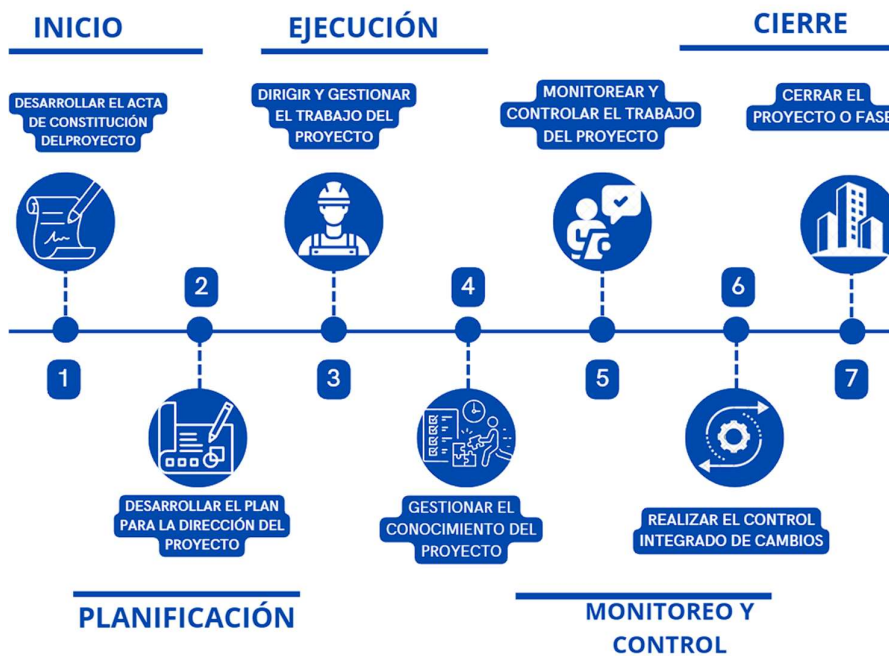 INICIO
EJECUCIÓN
CIERRE
DESARROLLAR EL ACTA
DE CONSTITUCIÓN
DELPROYECTO
DIRIGIR Y GESTIONAR
EL TRABAJO DEL
PROYECTO
MONITOREAR Y
CONTROLAR EL TRABAJO
DEL PROYECTO
CERRAR EL
PROYECTO O FASE
2
4
6
1
3
5
7
DESARROLLAR EL PLAN
PARA LA DIRECCIÓN DEL
PROYECTO
GESTIONAR EL
CONOCIMIENTO DEL
PROYECTO
REALIZAR EL CONTROL
INTEGRADO DE CAMBIOS
PLANIFICACIÓN
MONITOREO Y
CONTROL